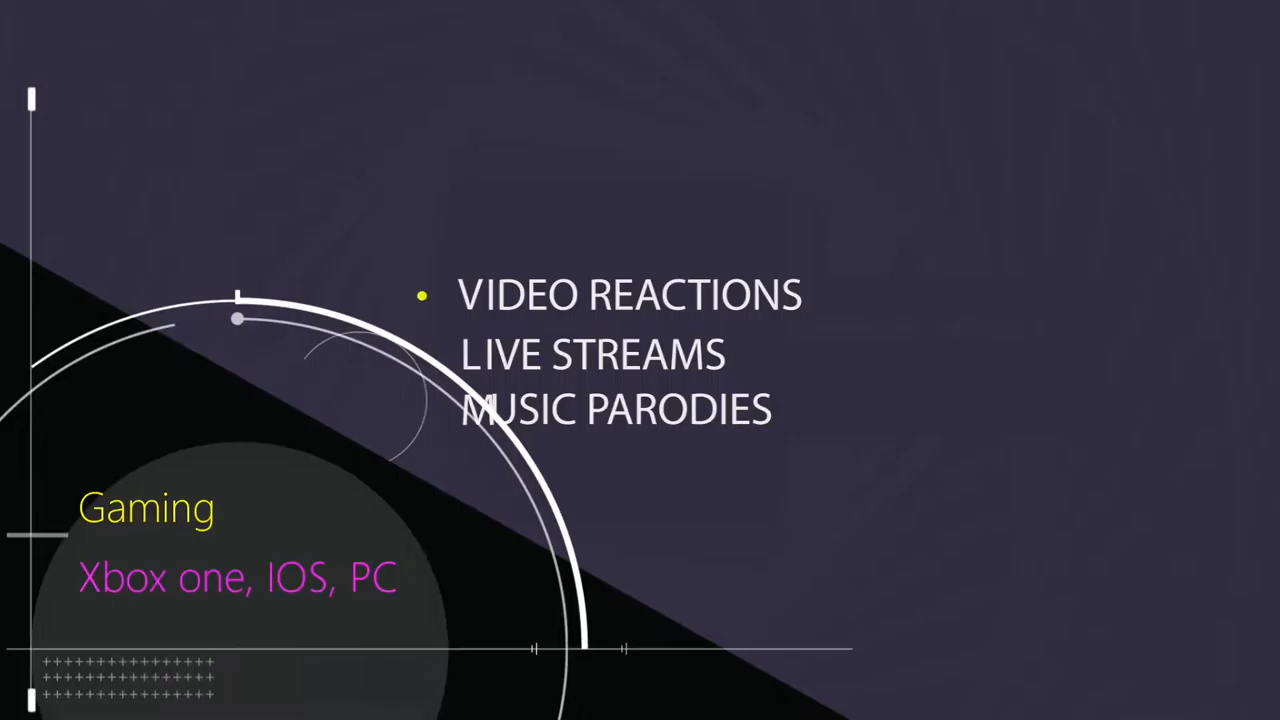 VIDEO REACTIONS
LIVE STREAMS
MUSIC PARODIES
Gaming
Xbox one, IOS, PC